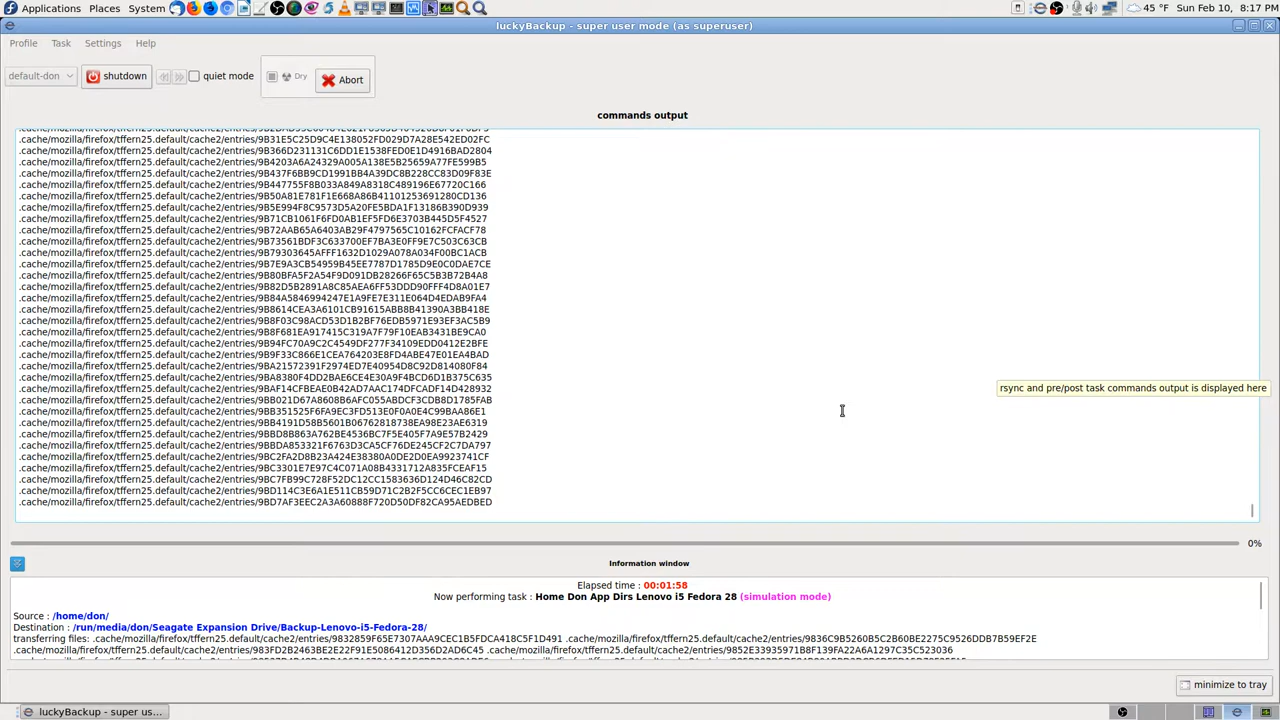 Applications Places System 45 °F Sun Feb 10, 8:17 PM
luckyBackup - super user mode (as superuser)
Profile Task Settings Help
default-don shutdown quiet mode Dry Abort
commands output
.cache/mozilla/firefox/tffern25.default/cache2/entries/9B31E5C25D9C4E138052FD029D7A28E542ED02FC
.cache/mozilla/firefox/tffern25.default/cache2/entries/9B366D231131C6DD1E1538FED0E1D4916BAD2804
.cache/mozilla/firefox/tffern25.default/cache2/entries/9B4203A6A24329A005A138E5B25659A77FE599B5
.cache/mozilla/firefox/tffern25.default/cache2/entries/9B437F6BB9CD1991BB4A39DC8B228CC83D09F83E
.cache/mozilla/firefox/tffern25.default/cache2/entries/9B447755F8B033A849A8318C489196E67720C166
.cache/mozilla/firefox/tffern25.default/cache2/entries/9B50A81E781F1E668A86B41101253691280CD136
.cache/mozilla/firefox/tffern25.default/cache2/entries/9B5E994F8C9573D5A20FE5BDA1F13186B390D939
.cache/mozilla/firefox/tffern25.default/cache2/entries/9B71CB1061F6FD0AB1EF5FD6E3703B445D5F4527
.cache/mozilla/firefox/tffern25.default/cache2/entries/9B72AAB65A6403AB29F4797565C10162FCFACF78
.cache/mozilla/firefox/tffern25.default/cache2/entries/9B73561BDF3C633700EF7BA3E0FF9E7C503C63CB
.cache/mozilla/firefox/tffern25.default/cache2/entries/9B79303645AFFF1632D1029A078A034F00BC1ACB
.cache/mozilla/firefox/tffern25.default/cache2/entries/9B7E9A3CB54959B45EE7787D1785D9E0C0DAE7CE
.cache/mozilla/firefox/tffern25.default/cache2/entries/9B80BFA5F2A54F9D091DB28266F65C5B3B72B4A8
.cache/mozilla/firefox/tffern25.default/cache2/entries/9B82D5B2891A8C85AEA6FF53DDD90FFF4D8A01E7
.cache/mozilla/firefox/tffern25.default/cache2/entries/9B84A5846994247E1A9FE7E311E064D4EDAB9FA4
.cache/mozilla/firefox/tffern25.default/cache2/entries/9B8614CEA3A6101CB91615ABB8B41390A3BB418E
.cache/mozilla/firefox/tffern25.default/cache2/entries/9B8F03C98ACD53D1B2BF76EDB5971E93EF3AC5B9
.cache/mozilla/firefox/tffern25.default/cache2/entries/9B8F681EA917415C319A7F79F10EAB3431BE9CA0
.cache/mozilla/firefox/tffern25.default/cache2/entries/9B94FC70A9C2C4549DF277F34109EDD0412E2BFE
.cache/mozilla/firefox/tffern25.default/cache2/entries/9B9F33C866E1CEA764203E8FD4ABE47E01EA4BAD
.cache/mozilla/firefox/tffern25.default/cache2/entries/9BA21572391F2974ED7E40954D8C92D814080F84
.cache/mozilla/firefox/tffern25.default/cache2/entries/9BA8380F4DD2BAE6CE4E30A9F4BCD6D1B375C635
.cache/mozilla/firefox/tffern25.default/cache2/entries/9BAF14CFBEAE0B42AD7AAC174DFCADF14D428932
.cache/mozilla/firefox/tffern25.default/cache2/entries/9BB021D67A8608B6AFC055ABDCF3CDB8D1785FAB
.cache/mozilla/firefox/tffern25.default/cache2/entries/9BB351525F6FA9EC3FD513E0F0A0E4C99BAA86E1
.cache/mozilla/firefox/tffern25.default/cache2/entries/9BB4191D58B5601B06762818738EA98E23AE6319
.cache/mozilla/firefox/tffern25.default/cache2/entries/9BBD8B863A762BE4536BC7F5E405F7A9E57B2429
.cache/mozilla/firefox/tffern25.default/cache2/entries/9BBDA853321F6763D3CA5CF76DE245CF2C7DA797
.cache/mozilla/firefox/tffern25.default/cache2/entries/9BC2FA2D8B23A424E38380A0DE2D0EA9923741CF
.cache/mozilla/firefox/tffern25.default/cache2/entries/9BC3301E7E97C4C071A08B4331712A835FCEAF15
.cache/mozilla/firefox/tffern25.default/cache2/entries/9BC7FB99C728F52DC12CC1583636D124D46C82CD
.cache/mozilla/firefox/tffern25.default/cache2/entries/9BD114C3E6A1E511CB59D71C2B2F5CC6CEC1EB97
.cache/mozilla/firefox/tffern25.default/cache2/entries/9BD7AF3EEC2A3A60888F720D50DF82CA95AEDBED
rsync and pre/post task commands output is displayed here
0%
Information window
Elapsed time : 00:01:58
Now performing task : Home Don App Dirs Lenovo i5 Fedora 28 (simulation mode)
Source : /home/don/
Destination : /run/media/don/Seagate Expansion Drive/Backup-Lenovo-i5-Fedora-28/
transferring files: .cache/mozilla/firefox/tffern25.default/cache2/entries/9832859F65E7307AAA9CEC1B5FDCA418C5F1D491 .cache/mozilla/firefox/tffern25.default/cache2/entries/9836C9B5260B5C2B60BE2275C9526DDB7B59EF2E
.cache/mozilla/firefox/tffern25.default/cache2/entries/983FD2B2463BE2E22F91E5086412D356D2AD6C45 .cache/mozilla/firefox/tffern25.default/cache2/entries/9852E33935971B8F139FA22A6A1297C35C523036
minimize to tray
luckyBackup - super us...